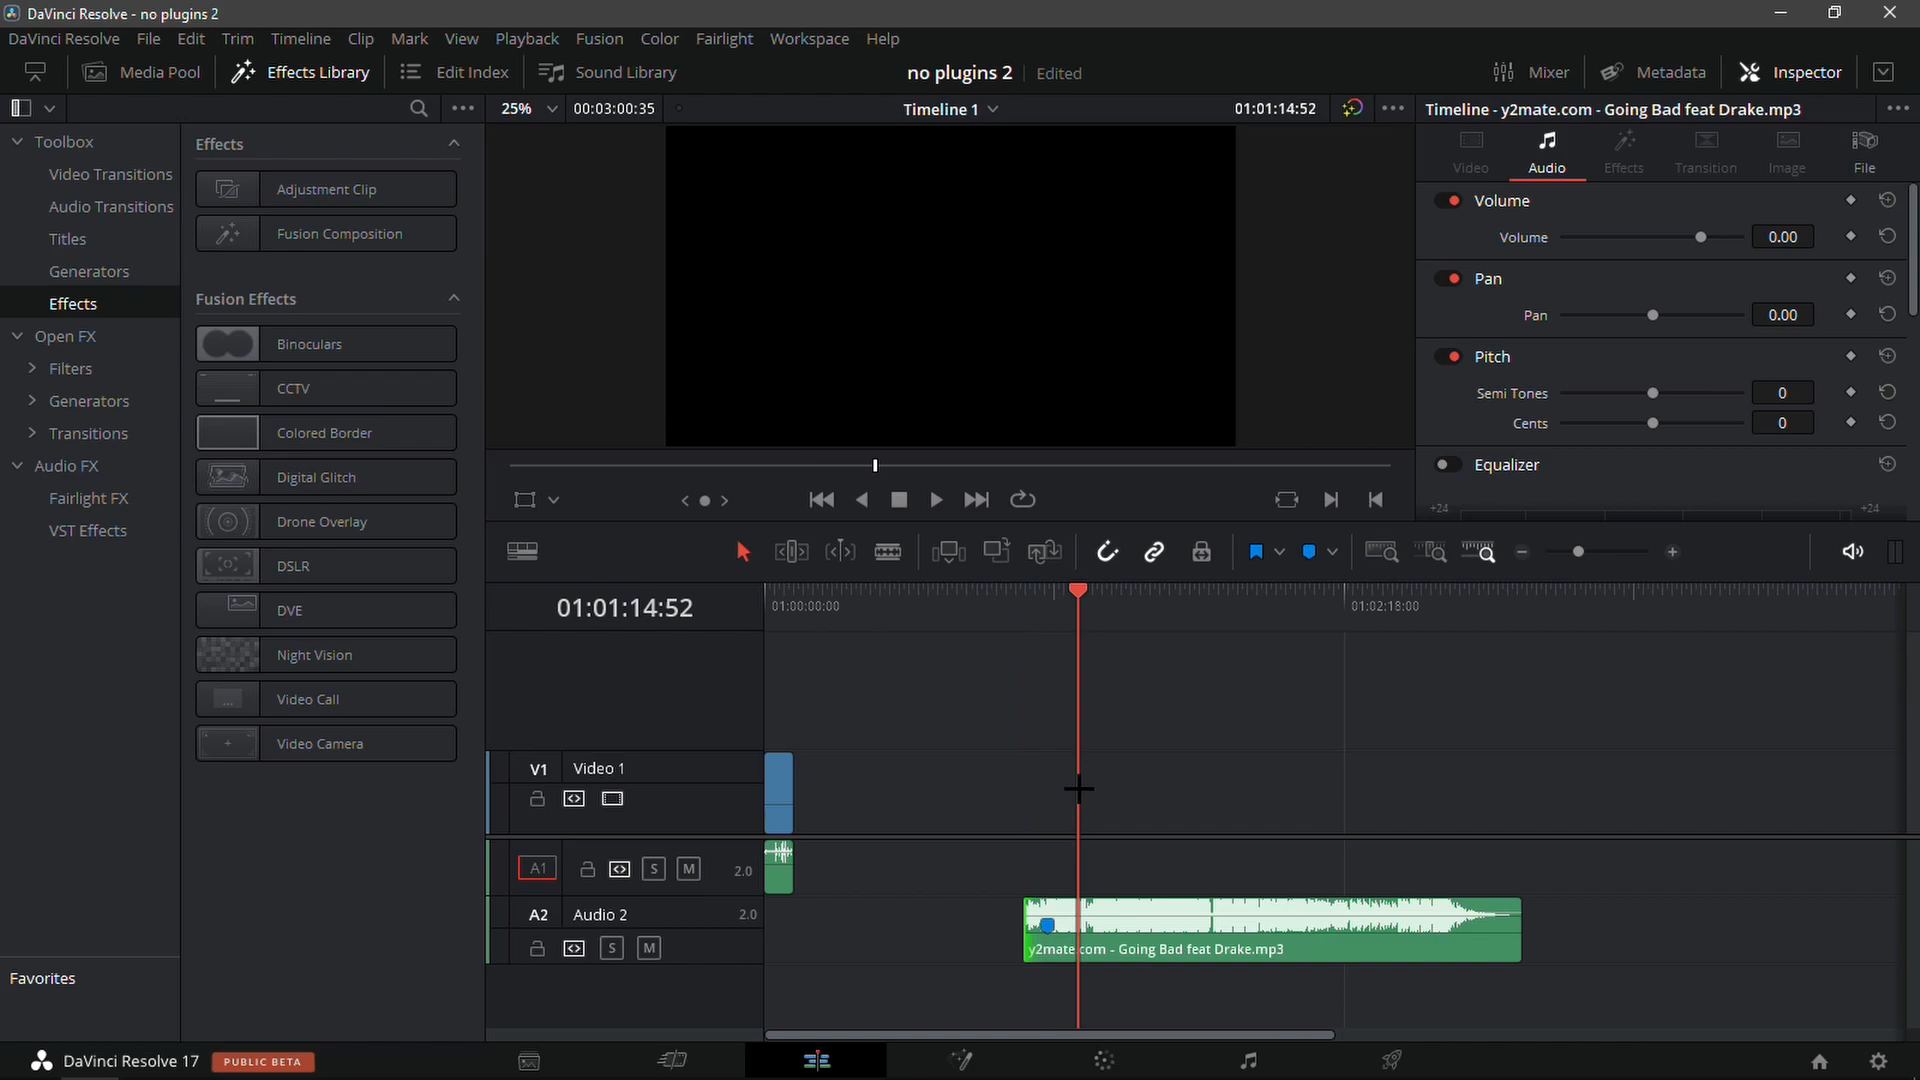 DaVinci Resolve - no plugins 2
DaVinci Resolve File Edit Trim Timeline Clip Mark View Playback Fusion Color Fairlight Workspace Help
Media Pool Effects Library Edit Index Sound Library no plugins 2 Edited Mixer Metadata Inspector
25% 00:03:00:35 Timeline 1 01:01:14:52 Timeline - y2mate.com - Going Bad feat Drake.mp3
Toolbox
Video Transitions
Audio Transitions
Titles
Generators
Effects
Open FX
Filters
Generators
Transitions
Audio FX
Fairlight FX
VST Effects
Favorites
Effects
Adjustment Clip
Fusion Composition
Fusion Effects
Binoculars
CCTV
Colored Border
Digital Glitch
Drone Overlay
DSLR
DVE
Night Vision
Video Call
Video Camera
Video Audio Effects Transition Image File
Volume
Volume 0.00
Pan
Pan 0.00
Pitch
Semi Tones 0
Cents 0
Equalizer
+24 +24
01:01:14:52 01:00:00:00 01:02:18:00
V1 Video 1
A1 S M 2.0
A2 Audio 2 2.0
S M
y2mate.com - Going Bad feat Drake.mp3
DaVinci Resolve 17 PUBLIC BETA